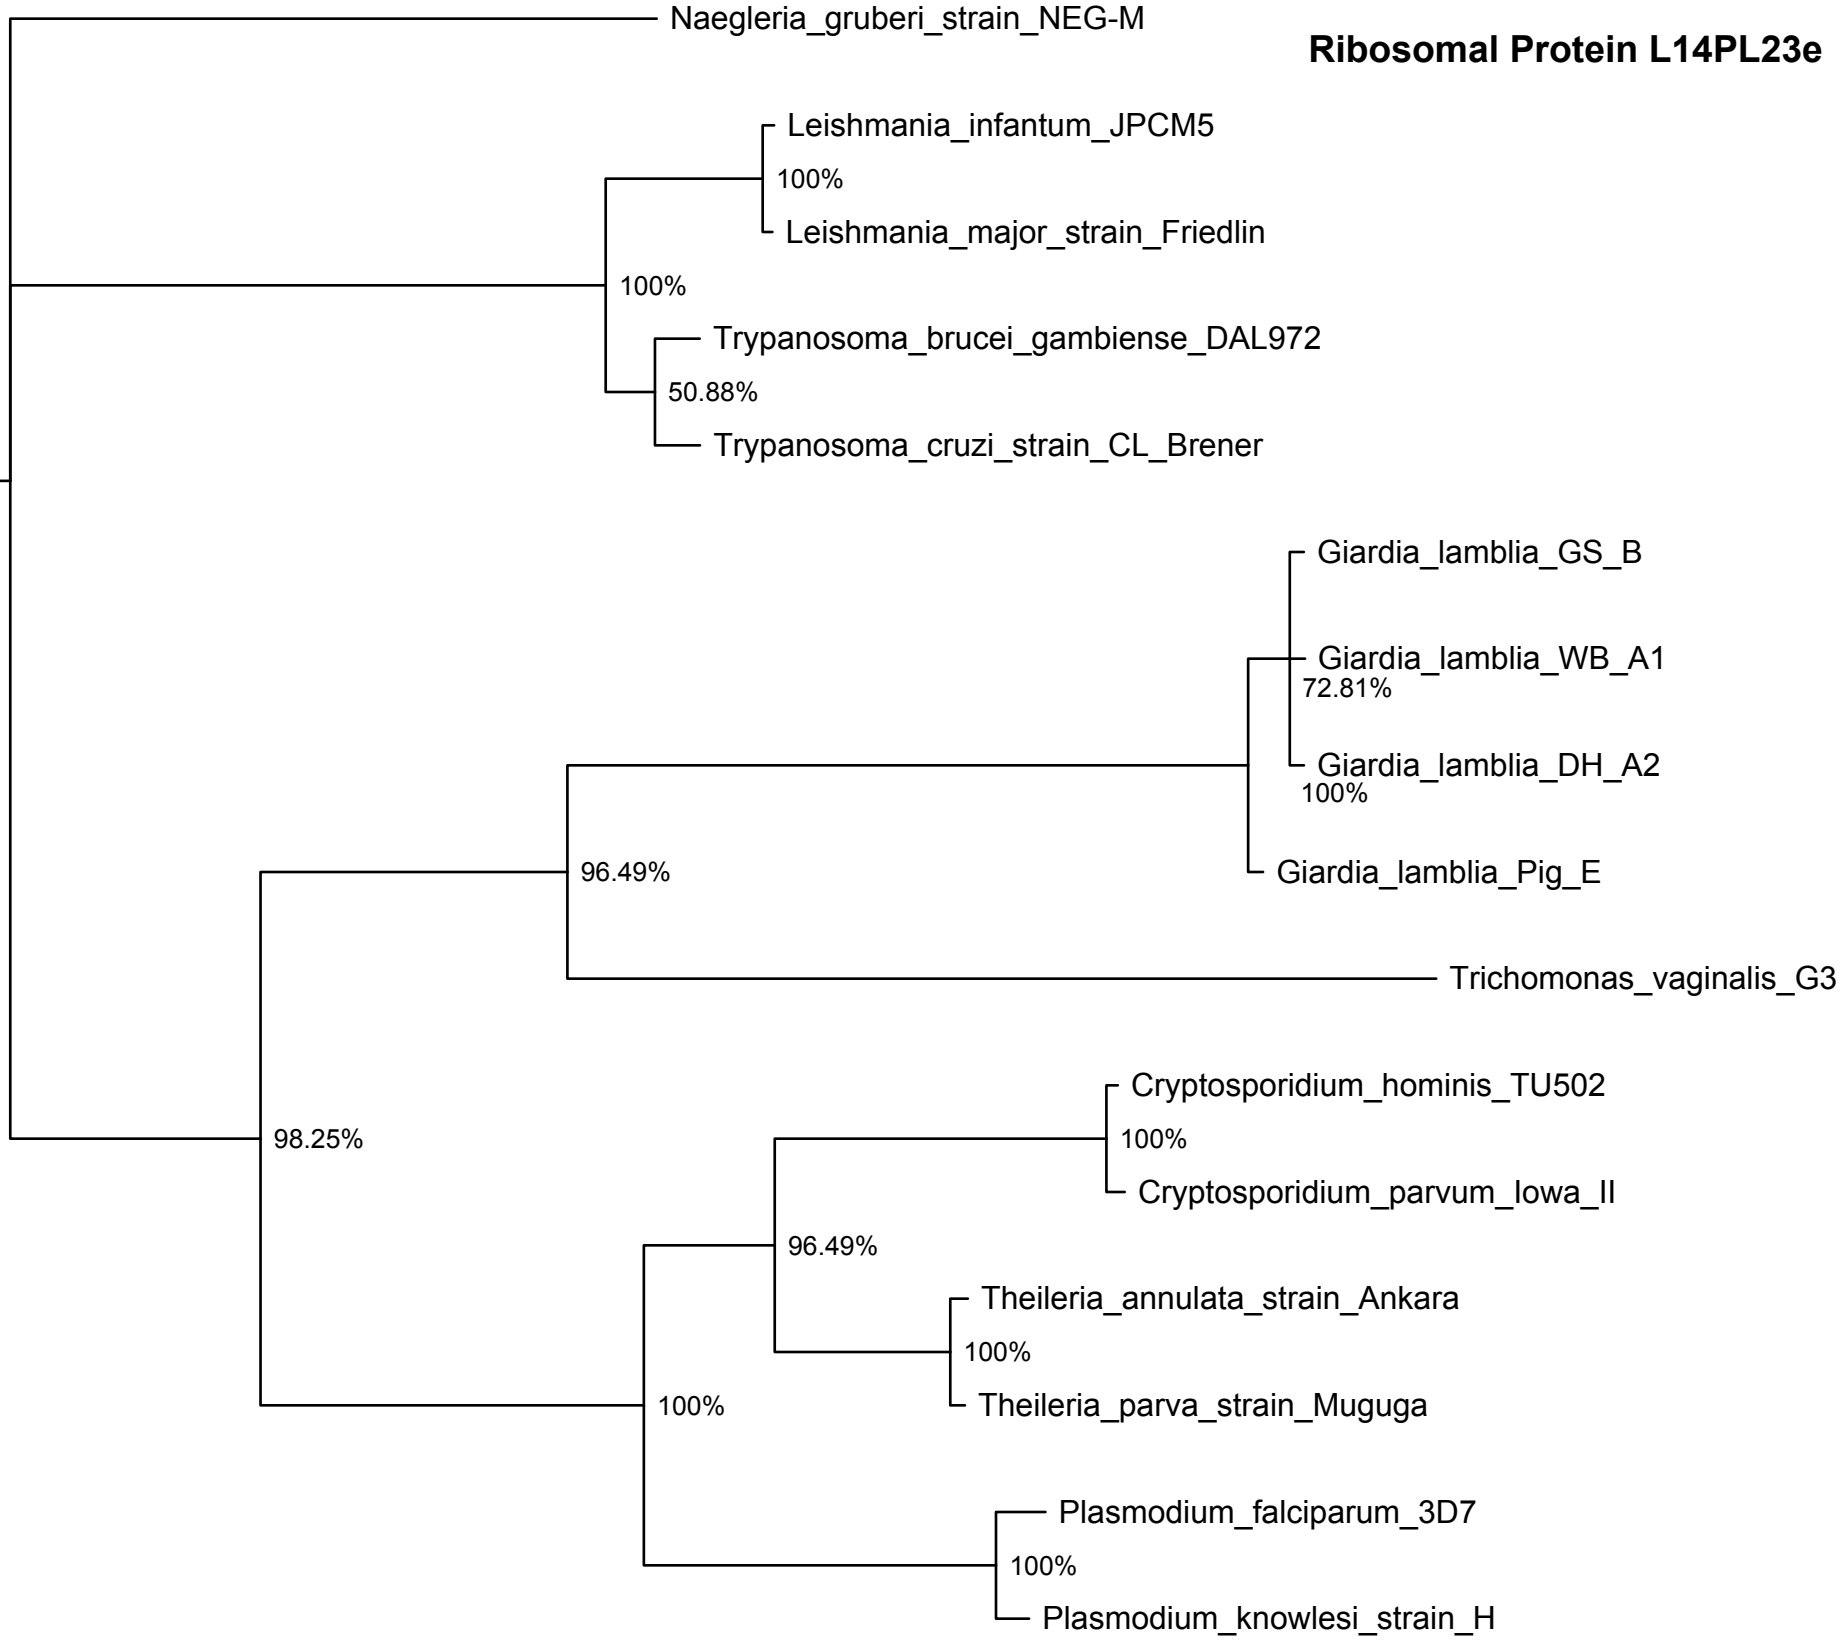 Naegleria_gruberi_strain_NEG-M
Ribosomal Protein L14PL23e
Leishmania_infantum_JPCM5
100%
Leishmania_major_strain_Friedlin
100%
Trypanosoma_brucei_gambiense_DAL972
50.88%
Trypanosoma_cruzi_strain_CL_Brener
Giardia_lamblia_GS_B
Giardia_lamblia_WB_A1
72.81%
Giardia_lamblia_DH_A2
100%
96.49%
Giardia_lamblia_Pig_E
Trichomonas_vaginalis_G3
Cryptosporidium_hominis_TU502
98.25%
100%
Cryptosporidium_parvum_Iowa_II
96.49%
Theileria_annulata_strain_Ankara
100%
100%
Theileria_parva_strain_Muguga
Plasmodium_falciparum_3D7
100%
Plasmodium_knowlesi_strain_H